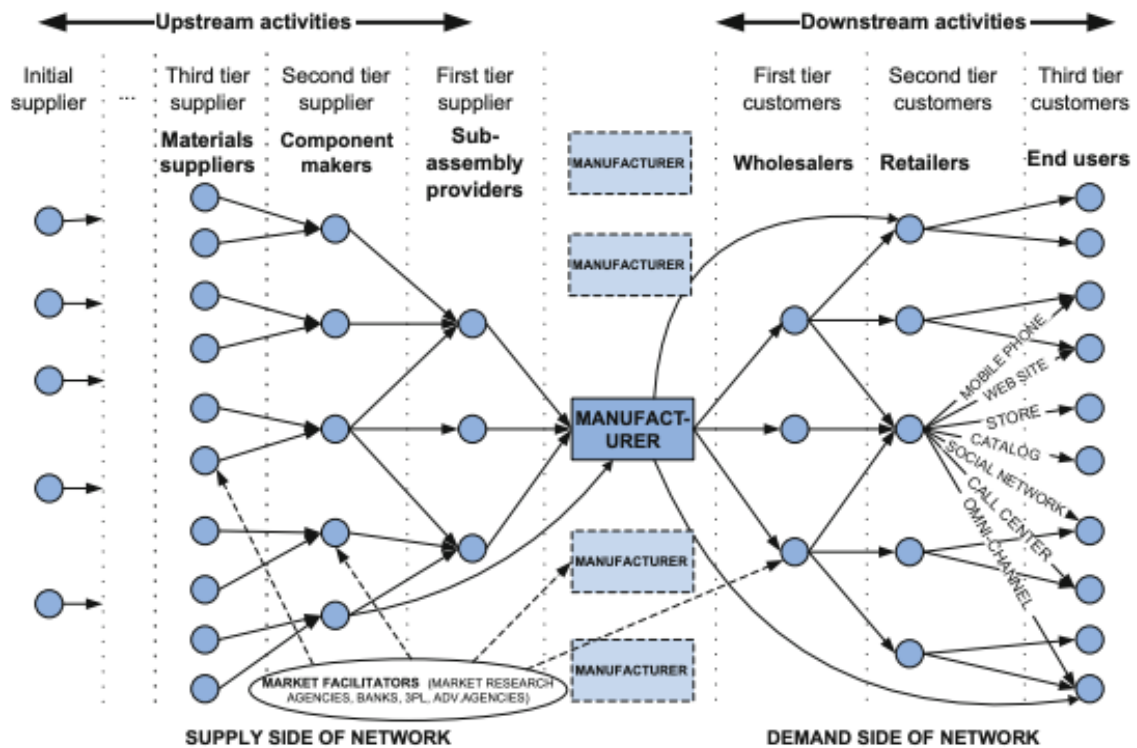 Upstream activities
Downstream activities
Initial
supplier
...
Third tier
supplier
Second tier
supplier
First tier
supplier
First tier
customers
Second tier
customers
Third tier
customers
Materials
suppliers
Component
makers
Sub-
assembly
providers
Wholesalers
Retailers
End users
MANUFACTURER
MANUFACTURER
MANUFACT-
URER
MANUFACTURER
MANUFACTURER
MOBILE PHONE
WEB SITE
STORE
CATALOG
SOCIAL NETWORK
CALL CENTER
OMNI-CHANNEL
MARKET FACILITATORS (MARKET RESEARCH
AGENCIES, BANKS, 3PL, ADV.AGENCIES)
SUPPLY SIDE OF NETWORK
DEMAND SIDE OF NETWORK